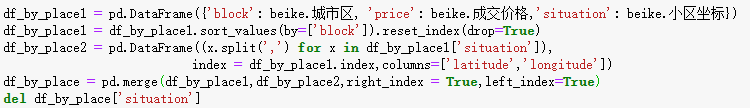 df_by_place1 = pd.DataFrame({'block': beike.城市区, 'price': beike.成交价格,'situation': beike.小区坐标})
df_by_place1 = df_by_place1.sort_values(by=['block']).reset_index(drop=True)
df_by_place2 = pd.DataFrame((x.split(',') for x in df_by_place1['situation']),
index = df_by_place1.index,columns=['latitude','longitude'])
df_by_place = pd.merge(df_by_place1,df_by_place2,right_index = True,left_index=True)
del df_by_place['situation']